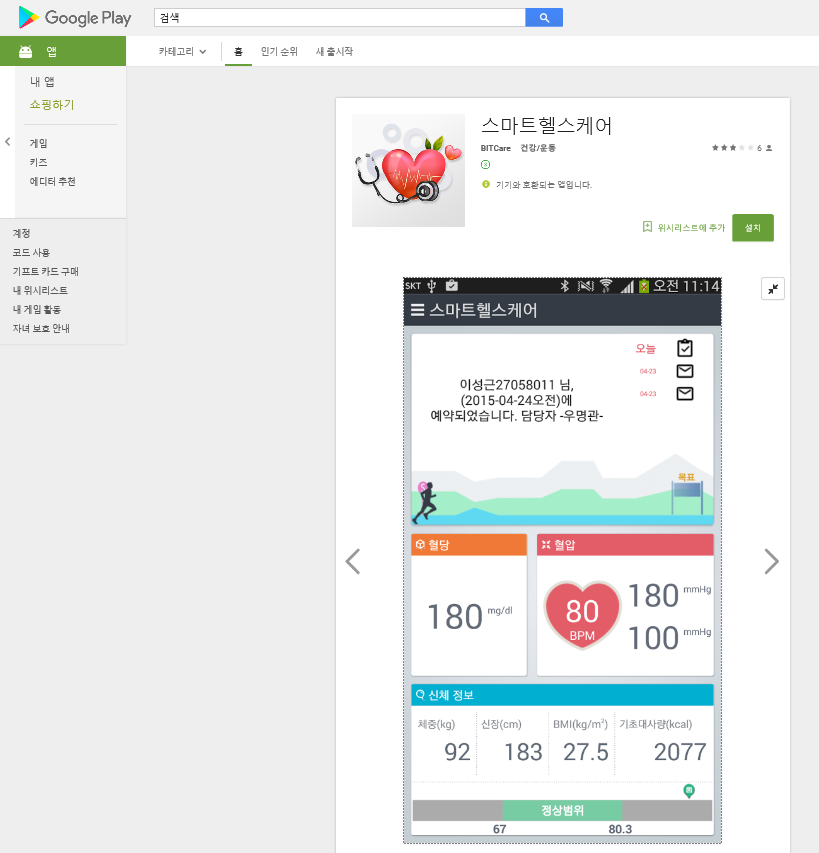 Google Play
검색
앱
카테고리
홈
인기 순위
새 출시작
내 앱
쇼핑하기
게임
키즈
에디터 추천
계정
코드 사용
기프트 카드 구매
내 위시리스트
내 게임 활동
자녀 보호 안내
스마트헬스케어
BITCare 건강/운동
6
기기와 호환되는 앱입니다.
위시리스트에 추가
설치
SKT 오전 11:14
스마트헬스케어
오늘
04-23
04-23
이성근27058011 님,
(2015-04-24오전)에
예약되었습니다. 담당자 -우명관-
목표
혈당
180 mg/dl
혈압
80
BPM
180 mmHg
100 mmHg
신체 정보
체중(kg) 신장(cm) BMI(kg/m²) 기초대사량(kcal)
92 183 27.5 2077
정상범위
67 80.3